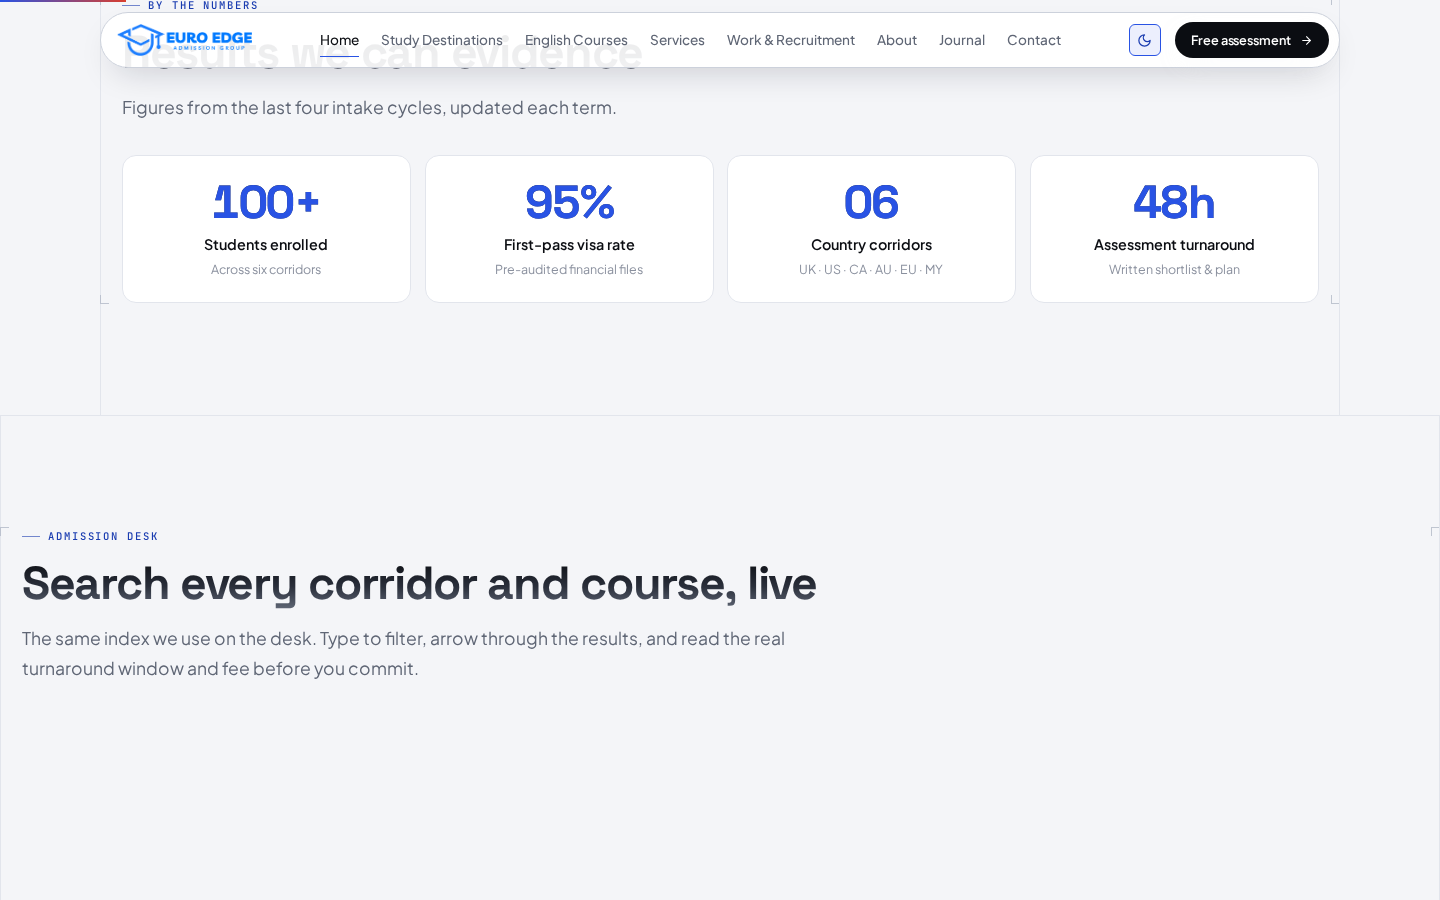 BY THE NUMBERS
EURO EDGE
ADMISSION GROUP
Home
Study Destinations
English Courses
Services
Work & Recruitment
About
Journal
Contact
Free assessment
Results we can evidence
Figures from the last four intake cycles, updated each term.
100+
Students enrolled
Across six corridors
95%
First-pass visa rate
Pre-audited financial files
06
Country corridors
UK · US · CA · AU · EU · MY
48h
Assessment turnaround
Written shortlist & plan
ADMISSION DESK
Search every corridor and course, live
The same index we use on the desk. Type to filter, arrow through the results, and read the real
turnaround window and fee before you commit.